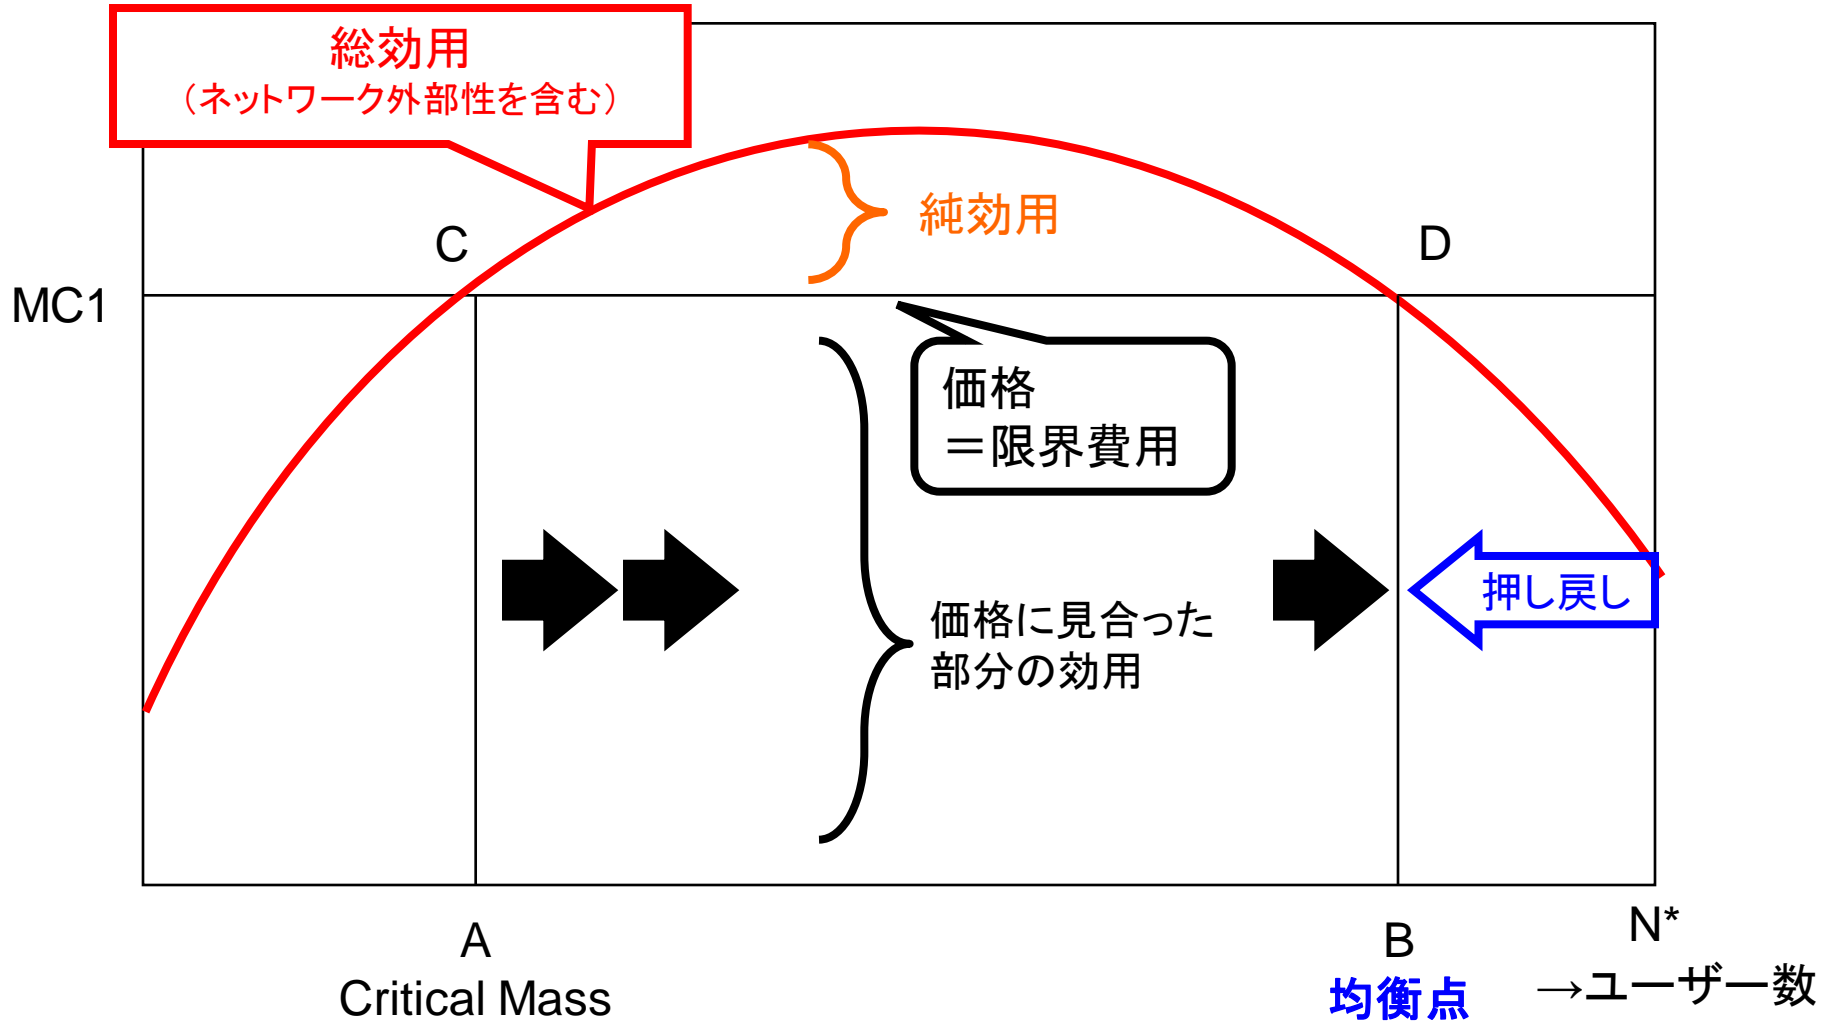 総効用
（ネットワーク外部性を含む）
純効用
C
D
MC1
価格
＝限界費用
押し戻し
価格に見合った
部分の効用
A
Critical Mass
B
均衡点
N*
→ユーザー数